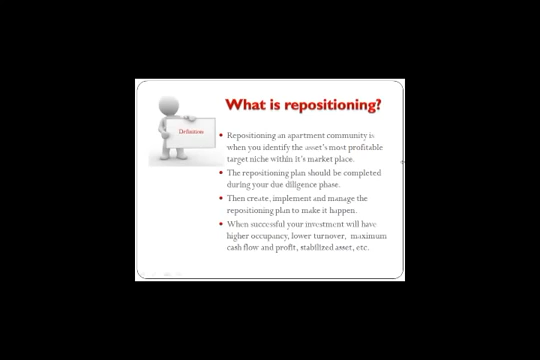 What is repositioning?
Definition
Repositioning an apartment community is
when you identify the asset's most profitable
target niche within it's market place.
The repositioning plan should be completed
during your due diligence phase.
Then create, implement and manage the
repositioning plan to make it happen.
When successful your investment will have
higher occupancy, lower turnover, maximum
cash flow and profit, stabilized asset, etc.